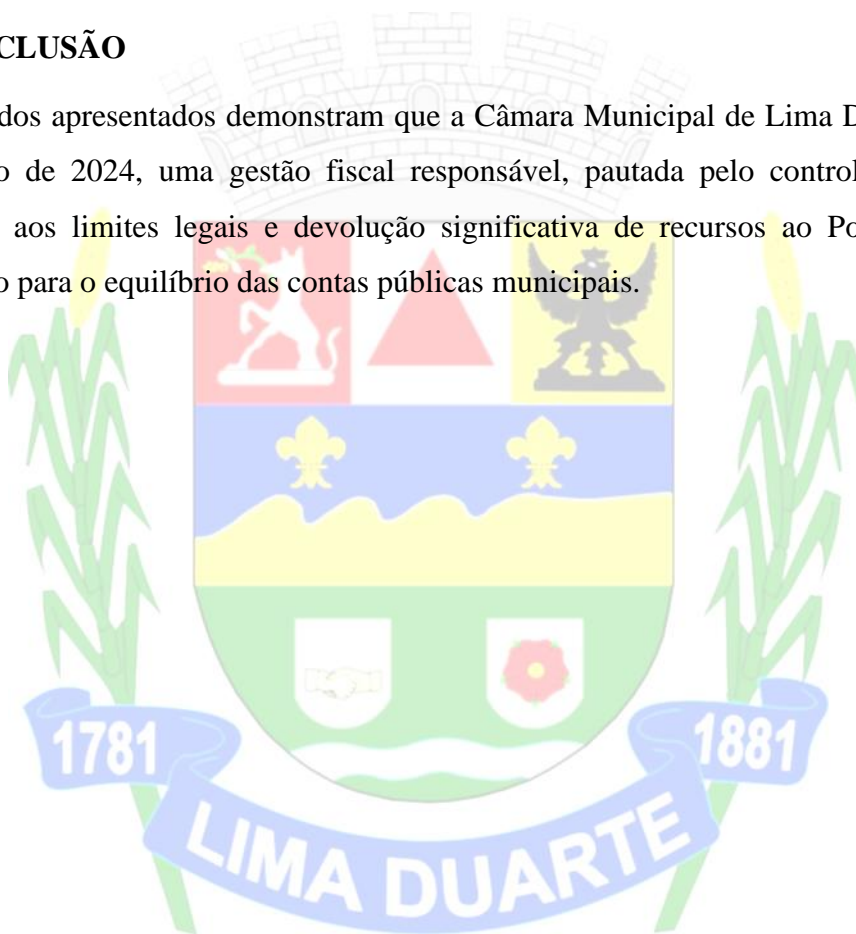 CLUSÃO
dos apresentados demonstram que a Câmara Municipal de Lima D
o de 2024, uma gestão fiscal responsável, pautada pelo control
aos limites legais e devolução significativa de recursos ao Po
o para o equilíbrio das contas públicas municipais.
1781
1881
LIMA DUARTE